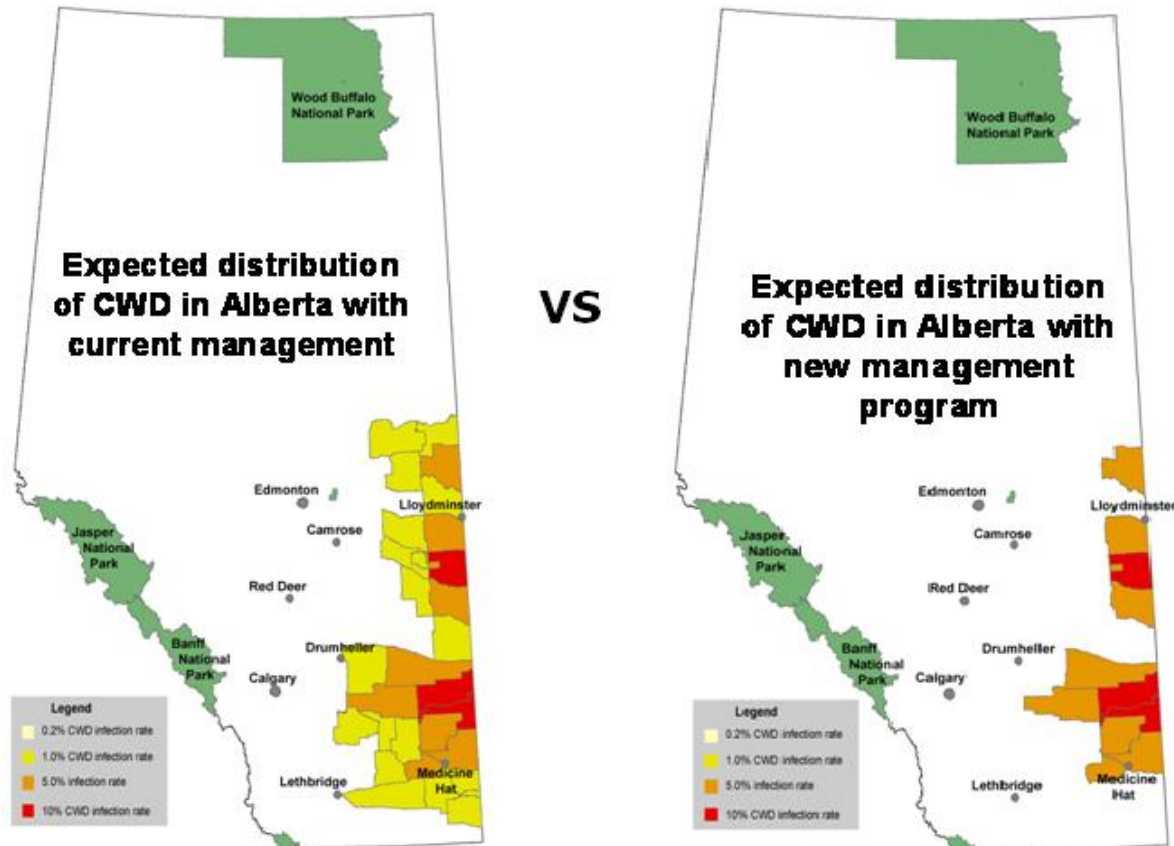 Wood Buffalo
National Park
Expected distribution
of CWD in Alberta with
current management
Edmonton
Lloydminster
Camrose
Jasper
National
Park
Red Deer
Banff
National
Park
Drumheller
Calgary
Lethbridge
Medicine
Hat
Legend
0.2% CWD infection rate
1.0% CWD infection rate
5.0% infection rate
10% CWD infection rate
VS
Wood Buffalo
National Park
Expected distribution
of CWD in Alberta with
new management
program
Edmonton
Lloydminster
Camrose
Jasper
National
Park
Red Deer
Banff
National
Park
Drumheller
Calgary
Lethbridge
Medicine
Hat
Legend
0.2% CWD infection rate
1.0% CWD infection rate
5.0% infection rate
10% CWD infection rate